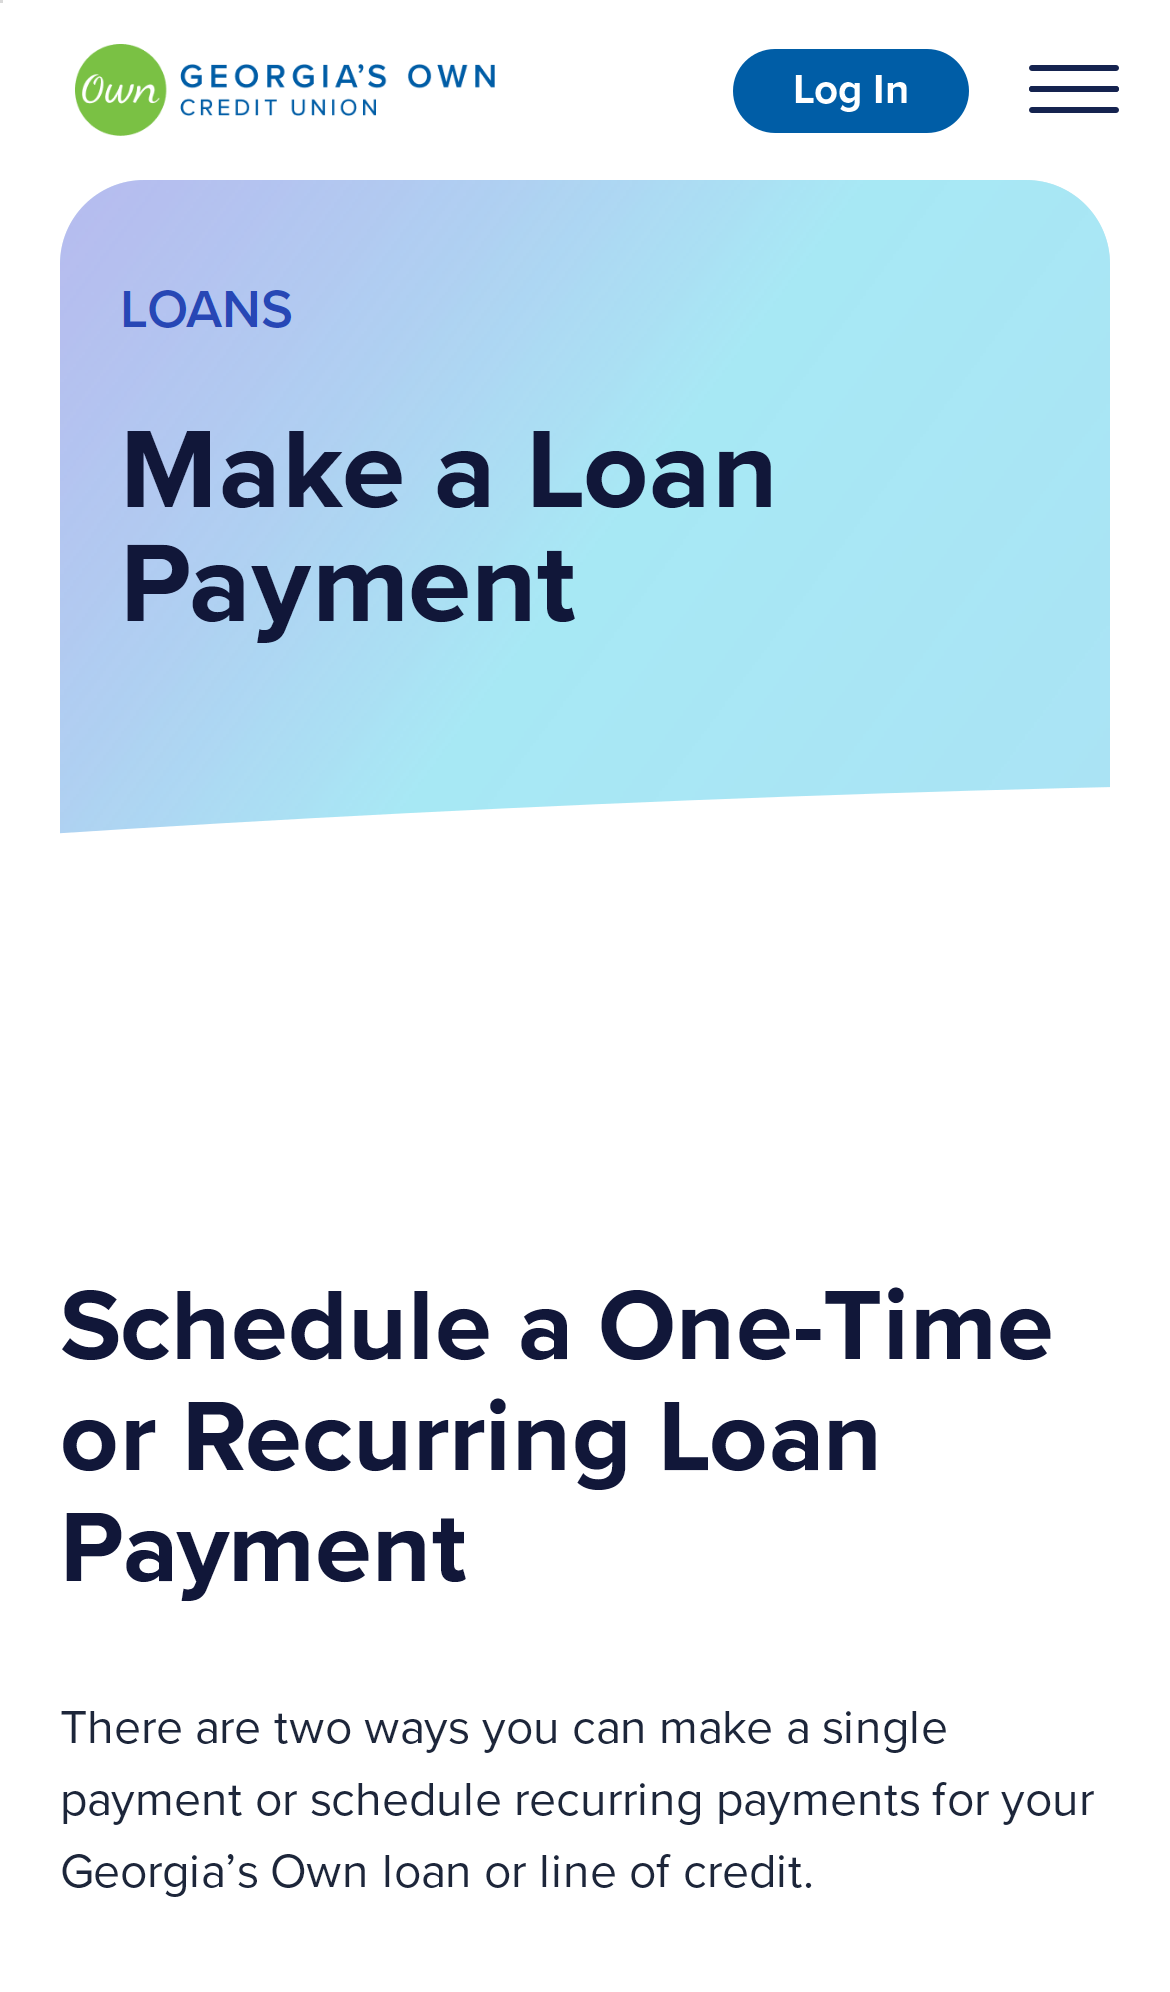 Own
GEORGIA’S OWN
CREDIT UNION
Log In
LOANS
Make a Loan
Payment
Schedule a One-Time
or Recurring Loan
Payment
There are two ways you can make a single
payment or schedule recurring payments for your
Georgia’s Own loan or line of credit.